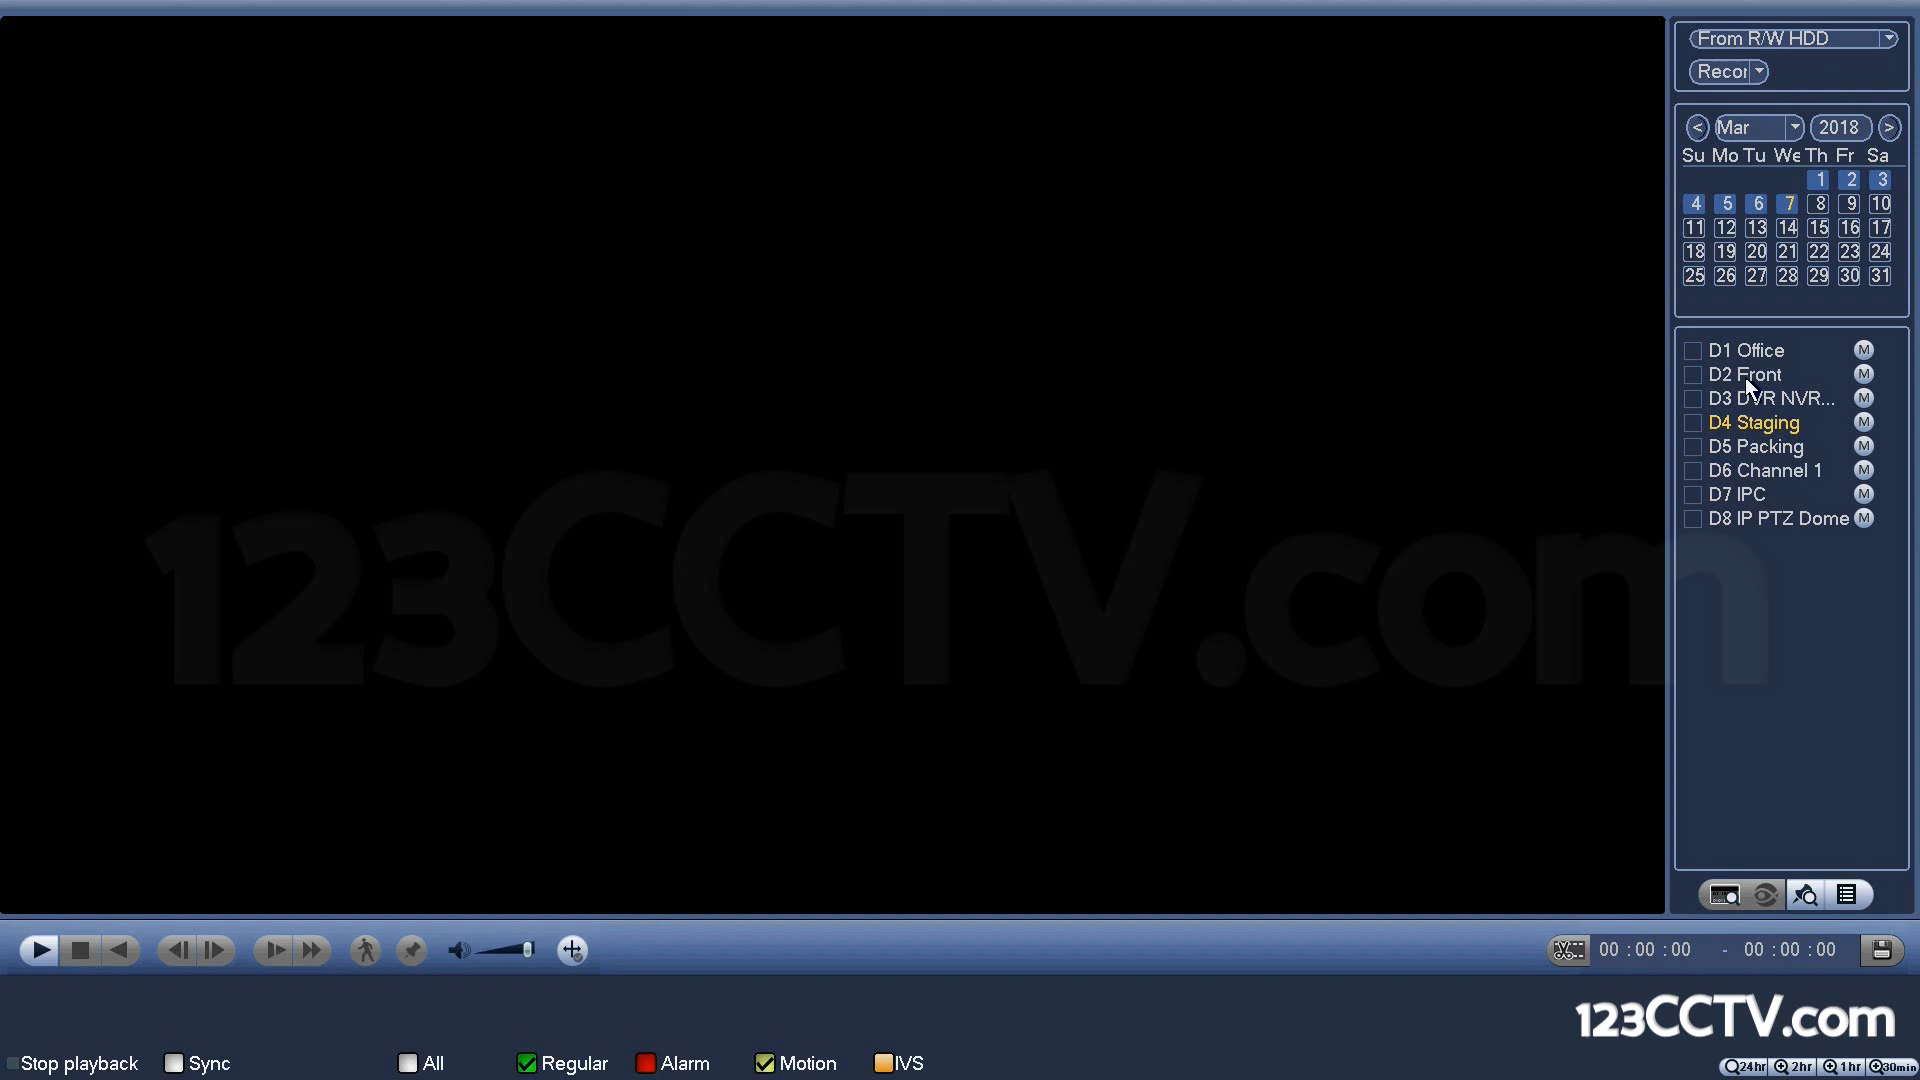 From R/W HDD
Recor
< Mar 2018 >
Su Mo Tu We Th Fr Sa
1 2 3
4 5 6 7 8 9 10
11 12 13 14 15 16 17
18 19 20 21 22 23 24
25 26 27 28 29 30 31
D1 Office M
D2 Front M
D3 DVR NVR... M
D4 Staging M
D5 Packing M
D6 Channel 1 M
D7 IPC M
D8 IP PTZ Dome M
123CCTV.com
00 :00 :00 - 00 :00 :00
123CCTV.com
Stop playback Sync All Regular Alarm Motion IVS
24hr 2hr 1hr 30min